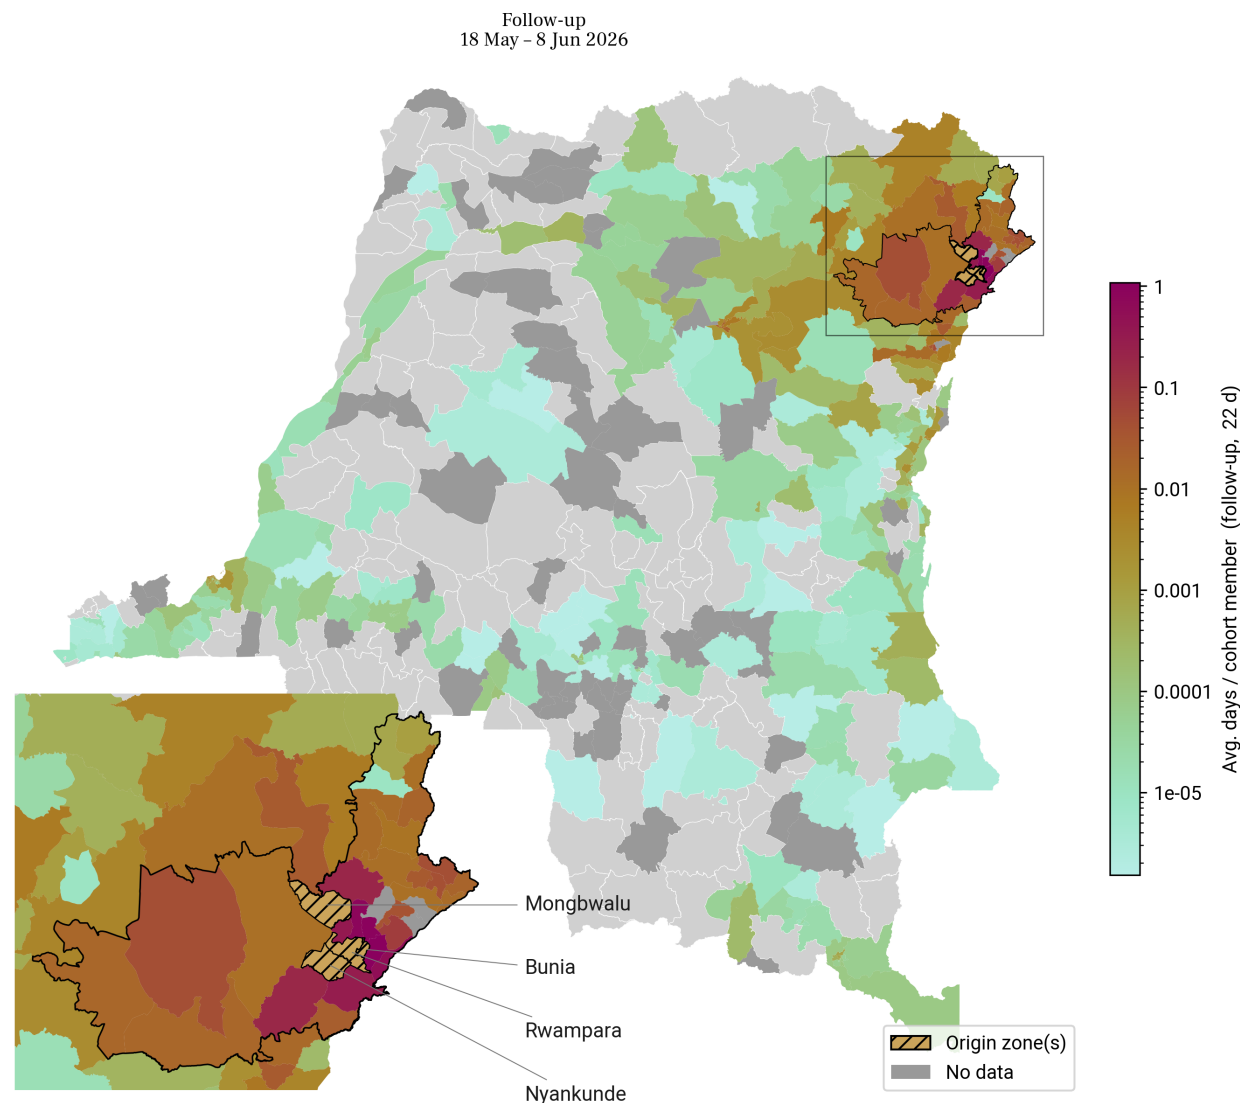 Follow-up
18 May – 8 Jun 2026
1
0.1
0.01
0.001
0.0001
1e-05
Avg. days / cohort member (follow-up, 22 d)
Mongbwalu
Bunia
Rwampara
Nyankunde
Origin zone(s)
No data